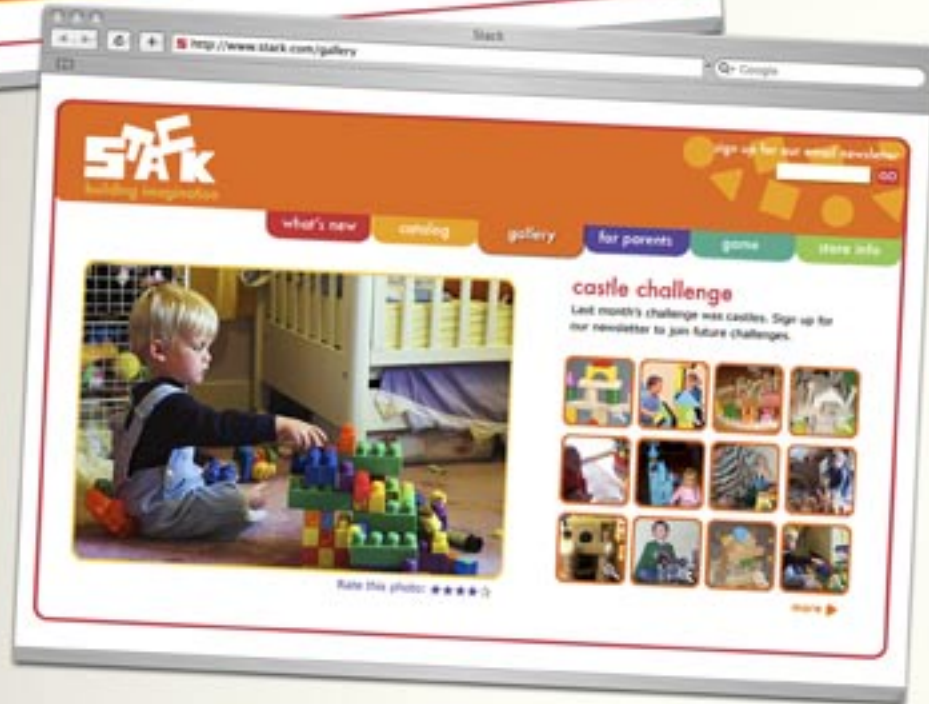 Stack
http://www.stark.com/gallery
Google
STACK
building imagination
sign up for our email newsletter
GO
what's new
catalog
gallery
for parents
game
store info
castle challenge
Last month's challenge was castles. Sign up for
our newsletter to join future challenges.
Rate this photo:
more